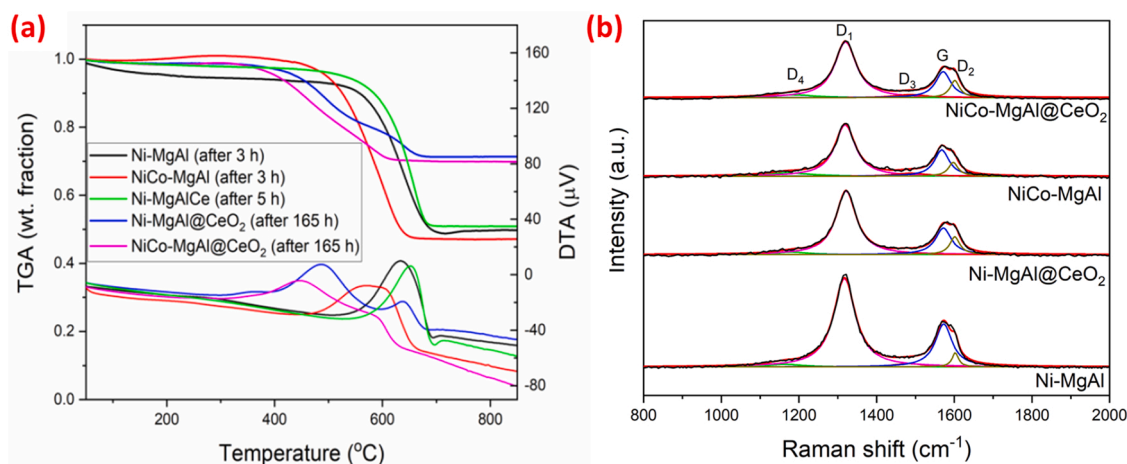 (a)
1.0
0.8
0.6
0.4
0.2
0.0
TGA (wt. fraction)
160
120
80
40
0
-40
-80
DTA (μV)
Ni-MgAl (after 3 h)
NiCo-MgAl (after 3 h)
Ni-MgAlCe (after 5 h)
Ni-MgAl@CeO₂ (after 165 h)
NiCo-MgAl@CeO₂ (after 165 h)
200 400 600 800
Temperature (°C)
(b)
Intensity (a.u.)
D₁
D₄
D₃
G
D₂
NiCo-MgAl@CeO₂
NiCo-MgAl
Ni-MgAl@CeO₂
Ni-MgAl
800 1000 1200 1400 1600 1800 2000
Raman shift (cm⁻¹)